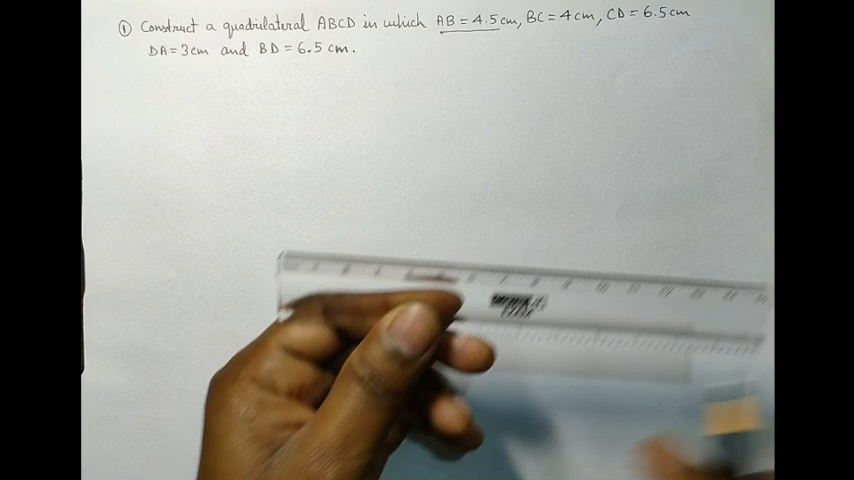 ① Construct a quadrilateral ABCD in which AB = 4.5 cm, BC = 4 cm, CD = 6.5 cm
DA = 3 cm and BD = 6.5 cm.